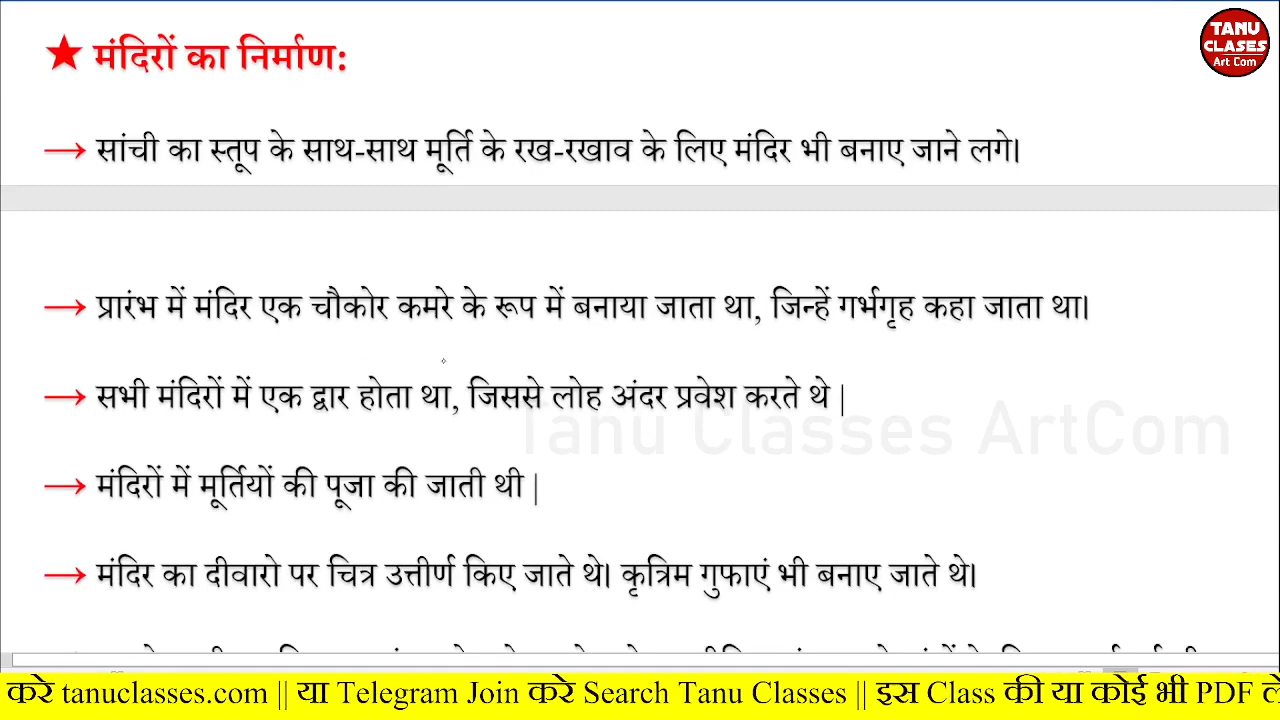 TANU
CLASES
Art Com
★ मंदिरों का निर्माण:
→ सांची का स्तूप के साथ-साथ मूर्ति के रख-रखाव के लिए मंदिर भी बनाए जाने लगे।
→ प्रारंभ में मंदिर एक चौकोर कमरे के रूप में बनाया जाता था, जिन्हें गर्भगृह कहा जाता था।
→ सभी मंदिरों में एक द्वार होता था, जिससे लोह अंदर प्रवेश करते थे |
Tanu Classes ArtCom
→ मंदिरों में मूर्तियों की पूजा की जाती थी |
→ मंदिर का दीवारो पर चित्र उत्तीर्ण किए जाते थे। कृत्रिम गुफाएं भी बनाए जाते थे।
करे tanuclasses.com || या Telegram Join करे Search Tanu Classes || इस Class की या कोई भी PDF ले